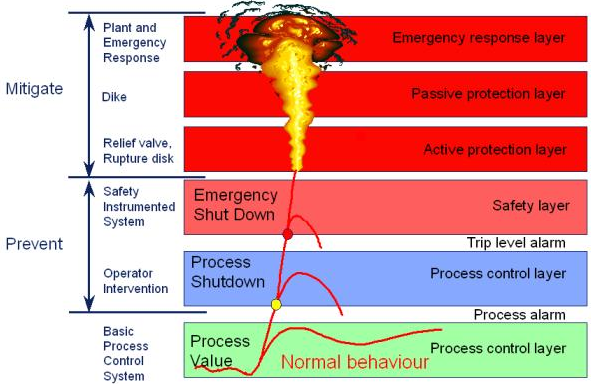 Plant and
Emergency
Response
Emergency response layer
Mitigate
Dike
Passive protection layer
Relief valve,
Rupture disk
Active protection layer
Safety
Instrumented
System
Emergency
Shut Down
Safety layer
Trip level alarm
Prevent
Operator
Intervention
Process
Shutdown
Process control layer
Process alarm
Basic
Process
Control
System
Process
Value
Normal behaviour
Process control layer